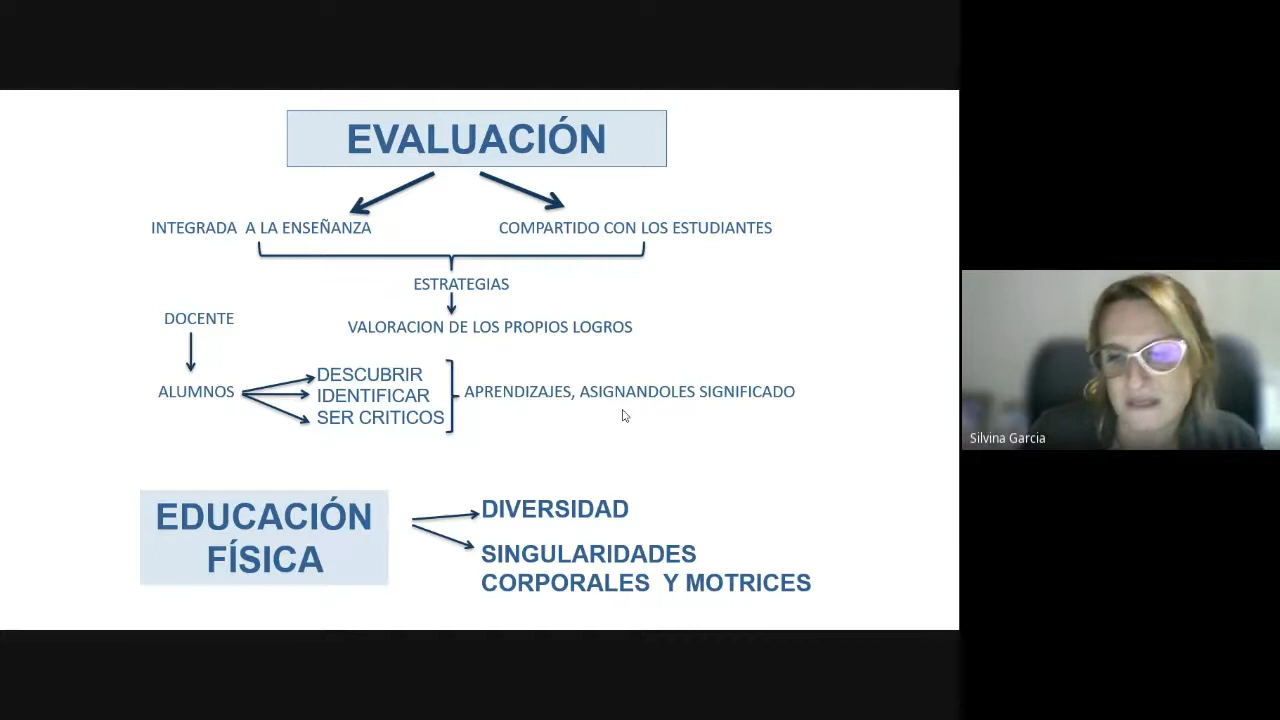 EVALUACIÓN
INTEGRADA A LA ENSEÑANZA
COMPARTIDO CON LOS ESTUDIANTES
ESTRATEGIAS
DOCENTE
VALORACION DE LOS PROPIOS LOGROS
ALUMNOS
DESCUBRIR
IDENTIFICAR
SER CRITICOS
APRENDIZAJES, ASIGNANDOLES SIGNIFICADO
Silvina Garcia
EDUCACIÓN
FÍSICA
DIVERSIDAD
SINGULARIDADES
CORPORALES Y MOTRICES